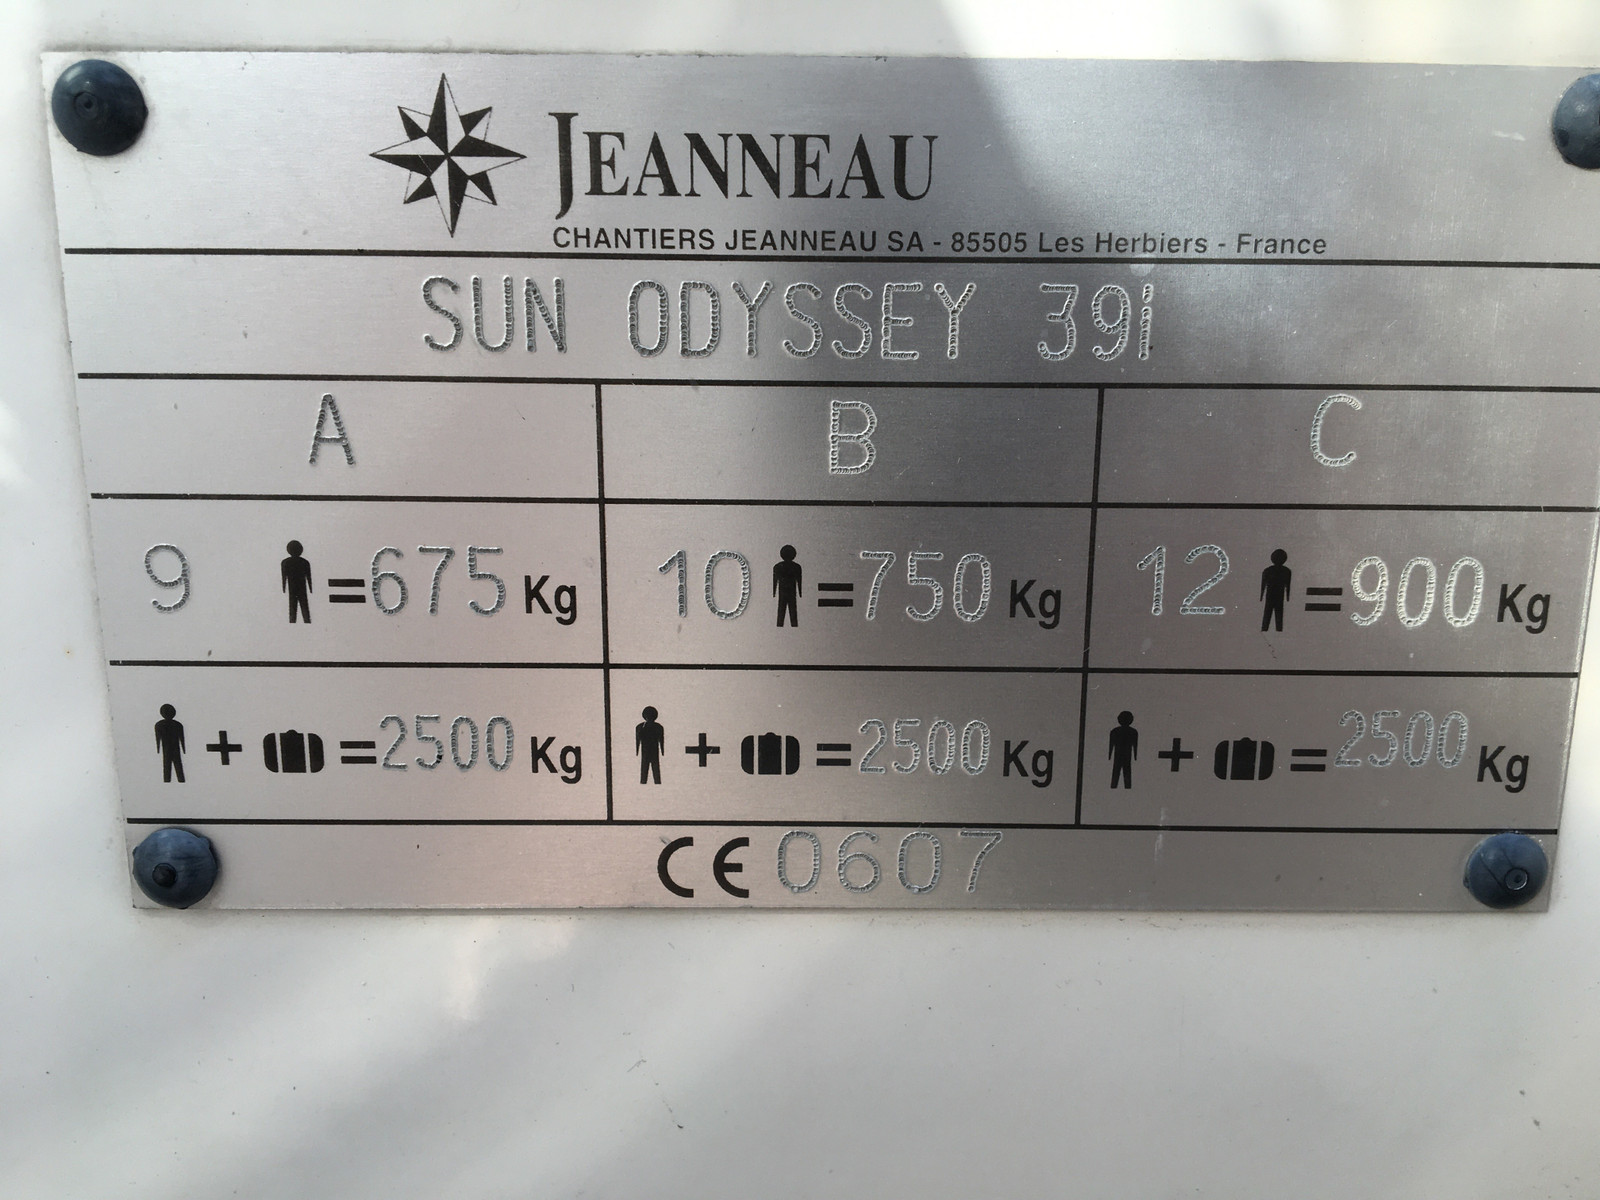 JEANNEAU
CHANTIERS JEANNEAU SA - 85505 Les Herbiers - France
SUN ODYSSEY 39i
A B C
9 =675 Kg 10 =750 Kg 12 =900 Kg
+ =2500 Kg + =2500 Kg + =2500 Kg
CE 0607